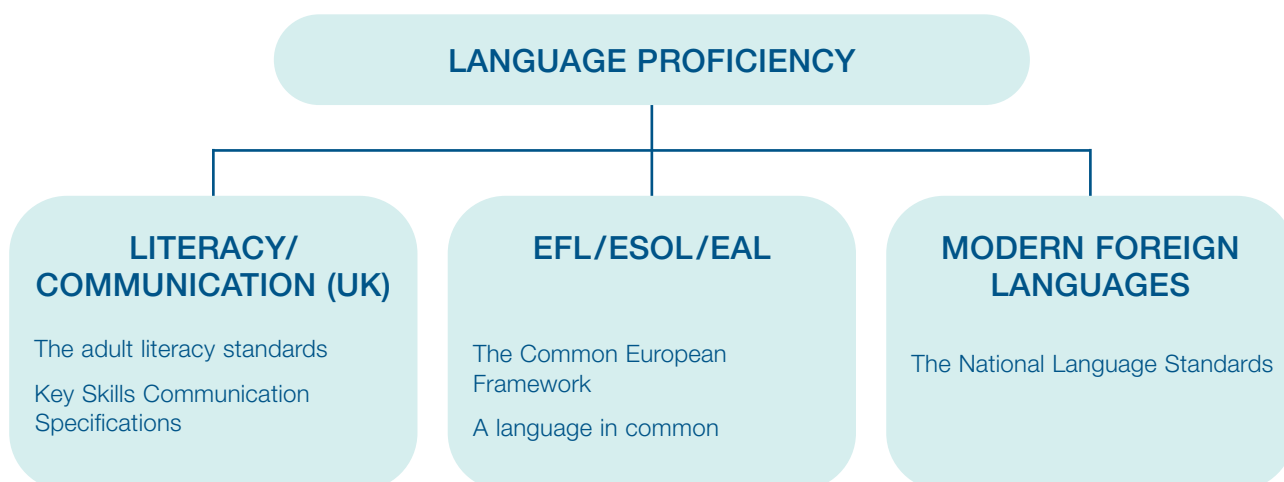 LANGUAGE PROFICIENCY
LITERACY/
COMMUNICATION (UK)
The adult literacy standards
Key Skills Communication
Specifications
EFL/ESOL/EAL
The Common European
Framework
A language in common
MODERN FOREIGN
LANGUAGES
The National Language Standards